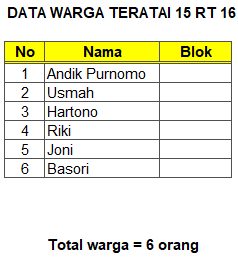 DATA WARGA TERATAI 15 RT 16
No Nama Blok
1 Andik Purnomo
2 Usmah
3 Hartono
4 Riki
5 Joni
6 Basori
Total warga = 6 orang